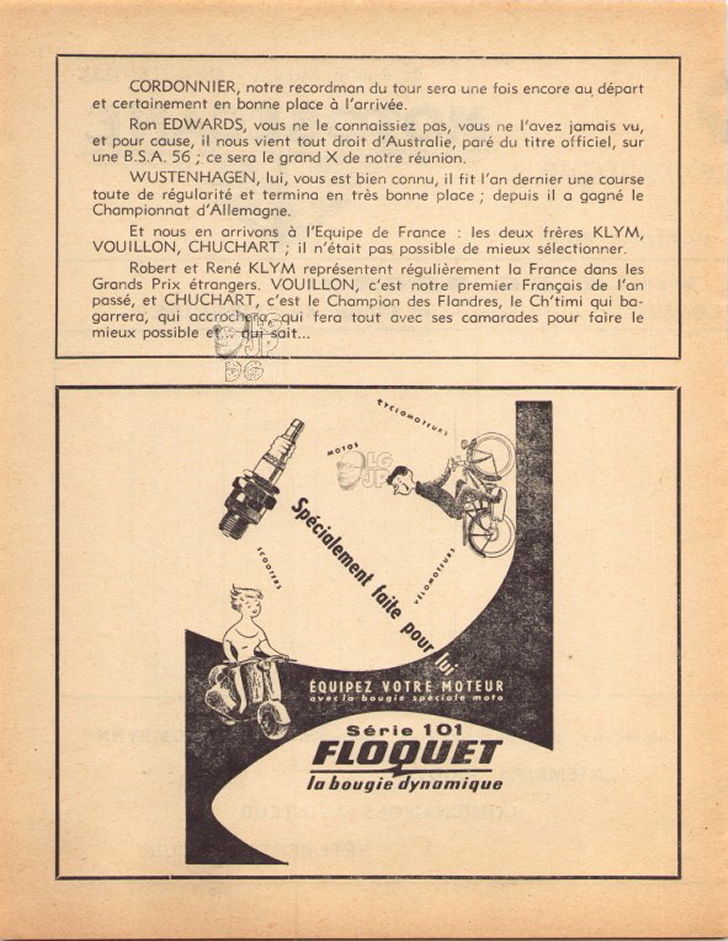 CORDONNIER, notre recordman du tour sera une fois encore au départ
et certainement en bonne place à l'arrivée.
Ron EDWARDS, vous ne le connaissiez pas, vous ne l'avez jamais vu,
et pour cause, il nous vient tout droit d'Australie, paré du titre officiel, sur
une B.S.A. 56 ; ce sera le grand X de notre réunion.
WUSTENHAGEN, lui, vous est bien connu, il fit l'an dernier une course
toute de régularité et termina en très bonne place ; depuis il a gagné le
Championnat d'Allemagne.
Et nous en arrivons à l'Equipe de France : les deux frères KLYM,
VOUILLON, CHUCHART ; il n'était pas possible de mieux sélectionner.
Robert et René KLYM représentent régulièrement la France dans les
Grands Prix étrangers. VOUILLON, c'est notre premier Français de l'an
passé, et CHUCHART, c'est le Champion des Flandres, le Ch'timi qui ba-
garrera, qui accrochera, qui fera tout avec ses camarades pour faire le
mieux possible et... qui sait...
LG
JP
DG
CYCLOMOTEURS
MOTOS
LG
JP
Spécialement faite pour lui
SCOOTERS
VÉLOMOTEURS
ÉQUIPEZ VOTRE MOTEUR
avec la bougie spéciale moto
Série 101
FLOQUET
la bougie dynamique